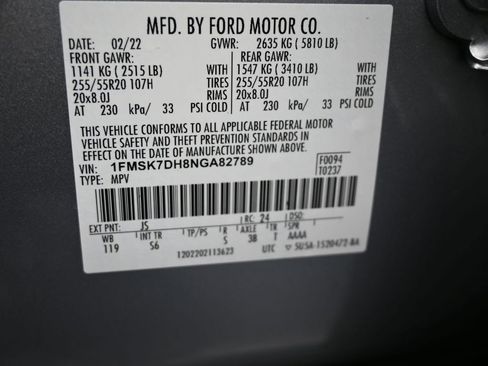 MFD. BY FORD MOTOR CO.
DATE: 02/22 GVWR: 2635 KG ( 5810 LB)
FRONT GAWR: REAR GAWR:
1141 KG ( 2515 LB) WITH 1547 KG ( 3410 LB) WITH
255/55R20 107H TIRES 255/55R20 107H TIRES
20x8.0J RIMS 20x8.0J RIMS
AT 230 kPa/ 33 PSI COLD AT 230 kPa/ 33 PSI COLD
THIS VEHICLE CONFORMS TO ALL APPLICABLE FEDERAL MOTOR
VEHICLE SAFETY AND THEFT PREVENTION STANDARDS IN
EFFECT ON THE DATE OF MANUFACTURE SHOWN ABOVE.
VIN: 1FMSK7DH8NGA82789 F0094
TYPE: MPV T0237
EXT PNT: JS RC: 24 DSO:
WB INT TR TP/PS R AXLE TR SPR
119 S6 S 38 T AAAA
1202202113623 UTC 5U5A-1520472-BA